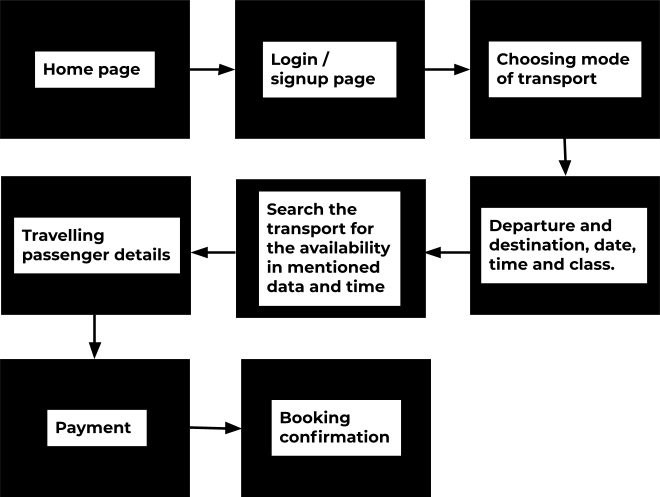 Home page
Login /
signup page
Choosing mode
of transport
Departure and
destination, date,
time and class.
Search the
transport for
the availability
in mentioned
data and time
Travelling
passenger details
Payment
Booking
confirmation